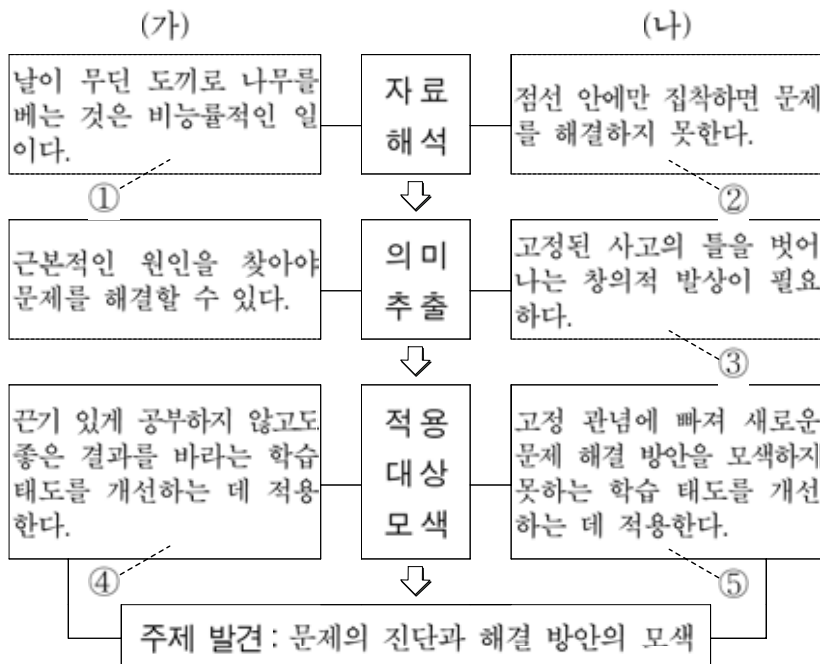 (가)
(나)
날이 무딘 도끼로 나무를
베는 것은 비능률적인 일
이다.
①
자 료
해 석
점선 안에만 집착하면 문제
를 해결하지 못한다.
②
근본적인 원인을 찾아야
문제를 해결할 수 있다.
의 미
추 출
고정된 사고의 틀을 벗어
나는 창의적 발상이 필요
하다.
③
끈기 있게 공부하지 않고도
좋은 결과를 바라는 학습
태도를 개선하는 데 적용
한다.
④
적 용
대 상
모 색
고정 관념에 빠져 새로운
문제 해결 방안을 모색하지
못하는 학습 태도를 개선
하는 데 적용한다.
⑤
주제 발견 : 문제의 진단과 해결 방안의 모색